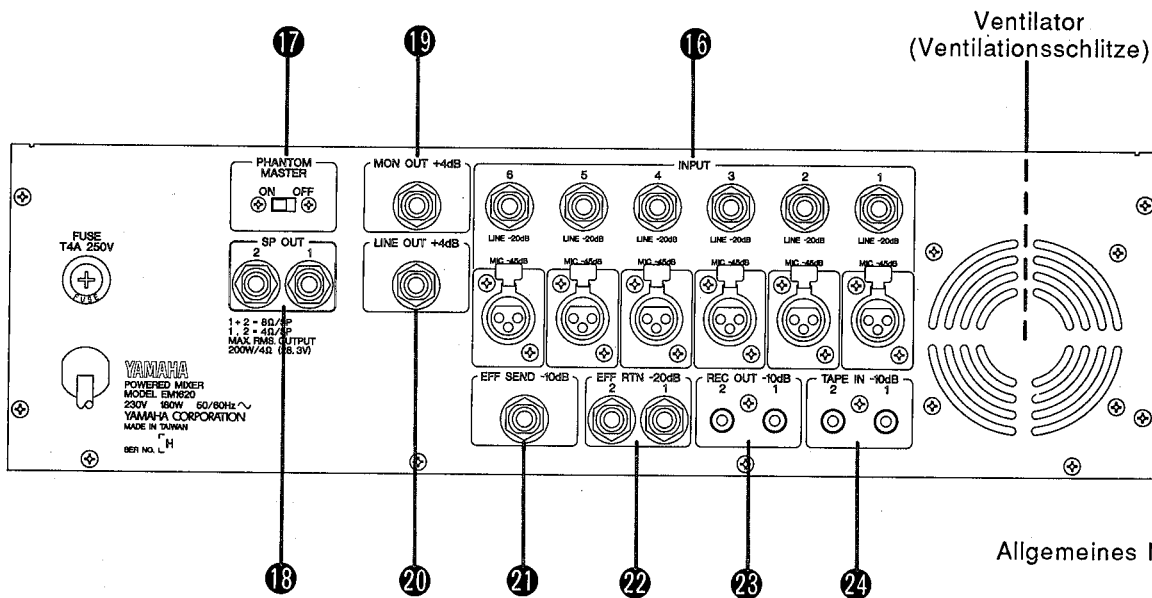 Ventilator
(Ventilationsschlitze)
17
19
16
PHANTOM
MASTER
ON OFF
MON OUT +4dB
INPUT
6 5 4 3 2 1
LINE -20dB LINE -20dB LINE -20dB LINE -20dB LINE -20dB LINE -20dB
FUSE
T4A 250V
FUSE
SP OUT
2 1
LINE OUT +4dB
MIC -45dB MIC -45dB MIC -45dB MIC -45dB MIC -45dB MIC -45dB
1+2 = 8Ω/SP
1, 2 = 4Ω/SP
MAX. RMS. OUTPUT
200W/4Ω (28.3V)
YAMAHA
POWERED MIXER
MODEL EM1620
230V 180W 50/60Hz
YAMAHA CORPORATION
MADE IN TAIWAN
SER NO. H
EFF SEND -10dB
EFF RTN -20dB
2 1
REC OUT -10dB
2 1
TAPE IN -10dB
2 1
Allgemeines
18
20
21
22
23
24